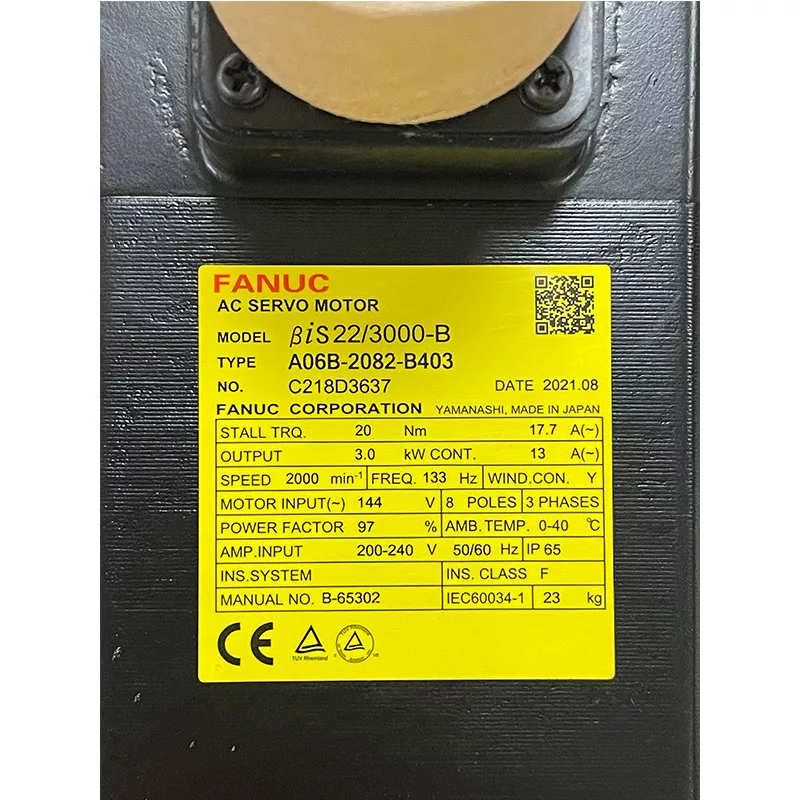 FANUC
AC SERVO MOTOR
MODEL βiS22/3000-B
TYPE A06B-2082-B403
NO. C218D3637 DATE 2021.08
FANUC CORPORATION YAMANASHI, MADE IN JAPAN
STALL TRQ. 20 Nm 17.7 A(~)
OUTPUT 3.0 kW CONT. 13 A(~)
SPEED 2000 min-1 FREQ. 133 Hz WIND.CON. Y
MOTOR INPUT(~) 144 V 8 POLES 3 PHASES
POWER FACTOR 97 % AMB.TEMP. 0-40 ℃
AMP.INPUT 200-240 V 50/60 Hz IP 65
INS.SYSTEM INS. CLASS F
MANUAL NO. B-65302 IEC60034-1 23 kg
CE
TUV Rheinland